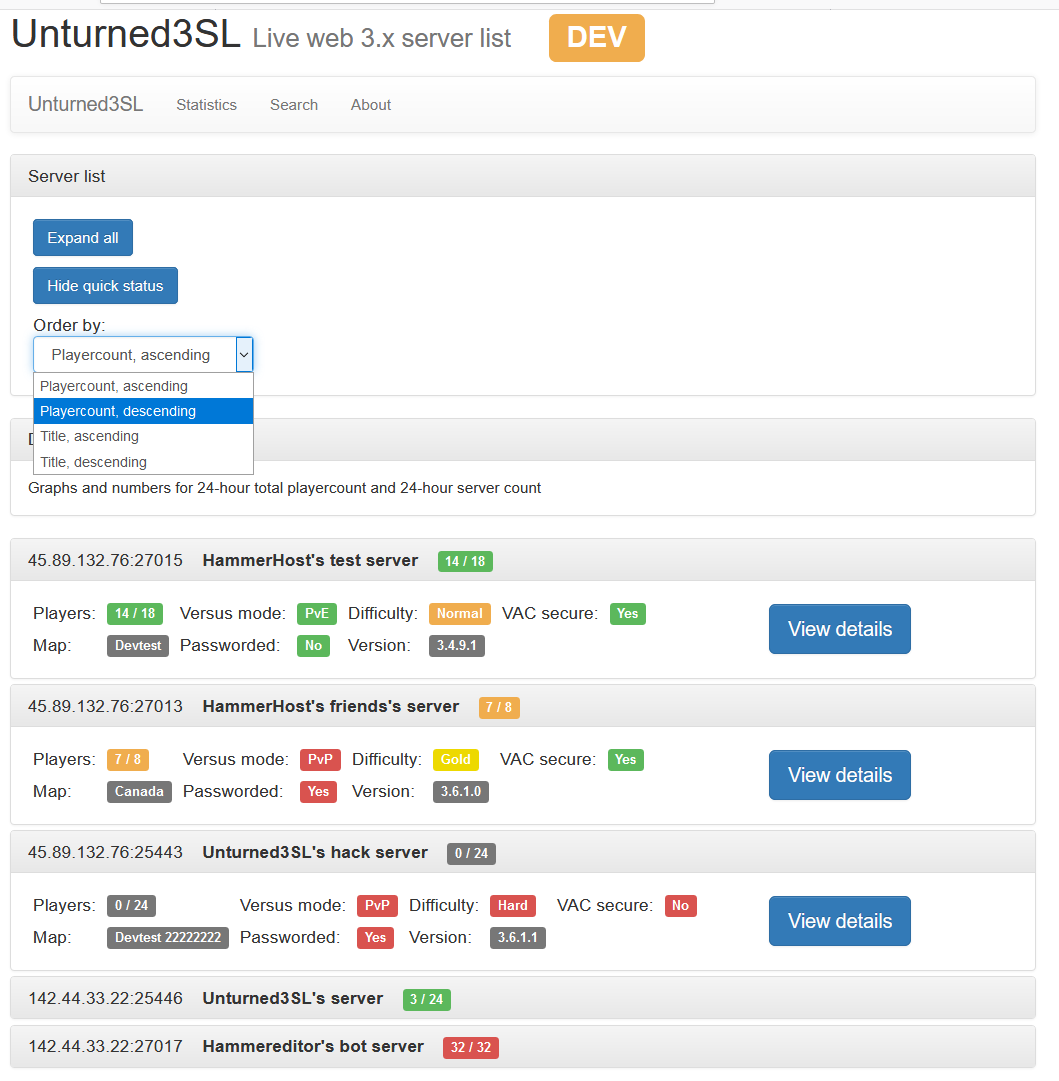 Unturned3SL Live web 3.x server list DEV
Unturned3SL Statistics Search About
Server list
Expand all
Hide quick status
Order by:
Playercount, ascending
Playercount, ascending
Playercount, descending
Title, ascending
Title, descending
Graphs and numbers for 24-hour total playercount and 24-hour server count
45.89.132.76:27015 HammerHost's test server 14 / 18
Players: 14 / 18 Versus mode: PvE Difficulty: Normal VAC secure: Yes
Map: Devtest Passworded: No Version: 3.4.9.1
View details
45.89.132.76:27013 HammerHost's friends's server 7 / 8
Players: 7 / 8 Versus mode: PvP Difficulty: Gold VAC secure: Yes
Map: Canada Passworded: Yes Version: 3.6.1.0
View details
45.89.132.76:25443 Unturned3SL's hack server 0 / 24
Players: 0 / 24 Versus mode: PvP Difficulty: Hard VAC secure: No
Map: Devtest 22222222 Passworded: Yes Version: 3.6.1.1
View details
142.44.33.22:25446 Unturned3SL's server 3 / 24
142.44.33.22:27017 Hammereditor's bot server 32 / 32